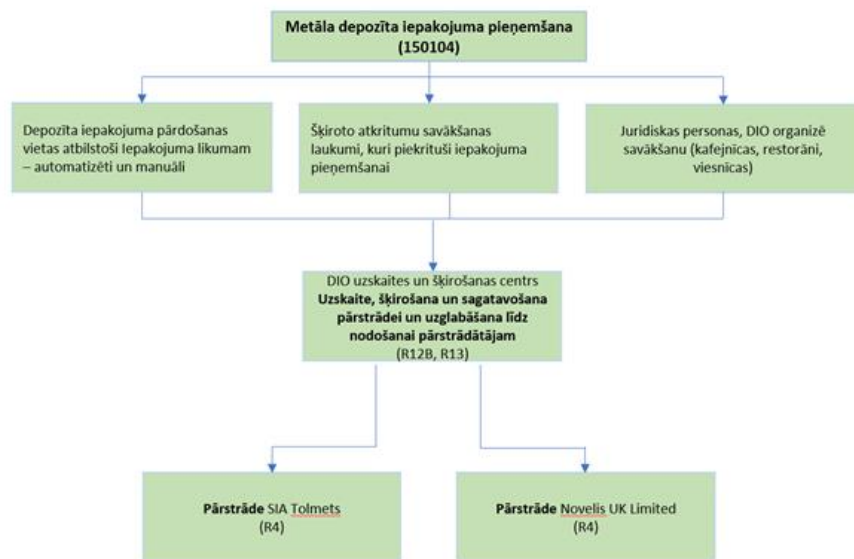 Metāla depozīta iepakojuma pieņemšana
(150104)
Depozīta iepakojuma pārdošanas
vietas atbilstoši Iepakojuma likumam
– automatizēti un manuāli
Šķiroto atkritumu savākšanas
laukumi, kuri piekrituši iepakojuma
pieņemšanai
Juridiskas personas, DIO organizē
savākšanu (kafejnīcas, restorāni,
viesnīcas)
DIO uzskaites un šķirošanas centrs
Uzskaite, šķirošana un sagatavošana
pārstrādei un uzglabāšana līdz
nodošanai pārstrādātājam
(R12B, R13)
Pārstrāde SIA Tolmets
(R4)
Pārstrāde Novelis UK Limited
(R4)